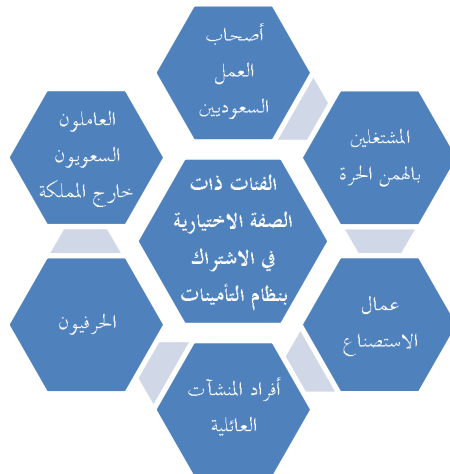 أصحاب
العمل
السعوديين
المشتغلين
بالهمن الحرة
عمال
الاستصناع
أفراد المنشآت
العائلية
الحرفيون
العاملون
السعويون
خارج المملكة
الفئات ذات
الصفة الاختيارية
في الاشتراك
بنظام التأمينات